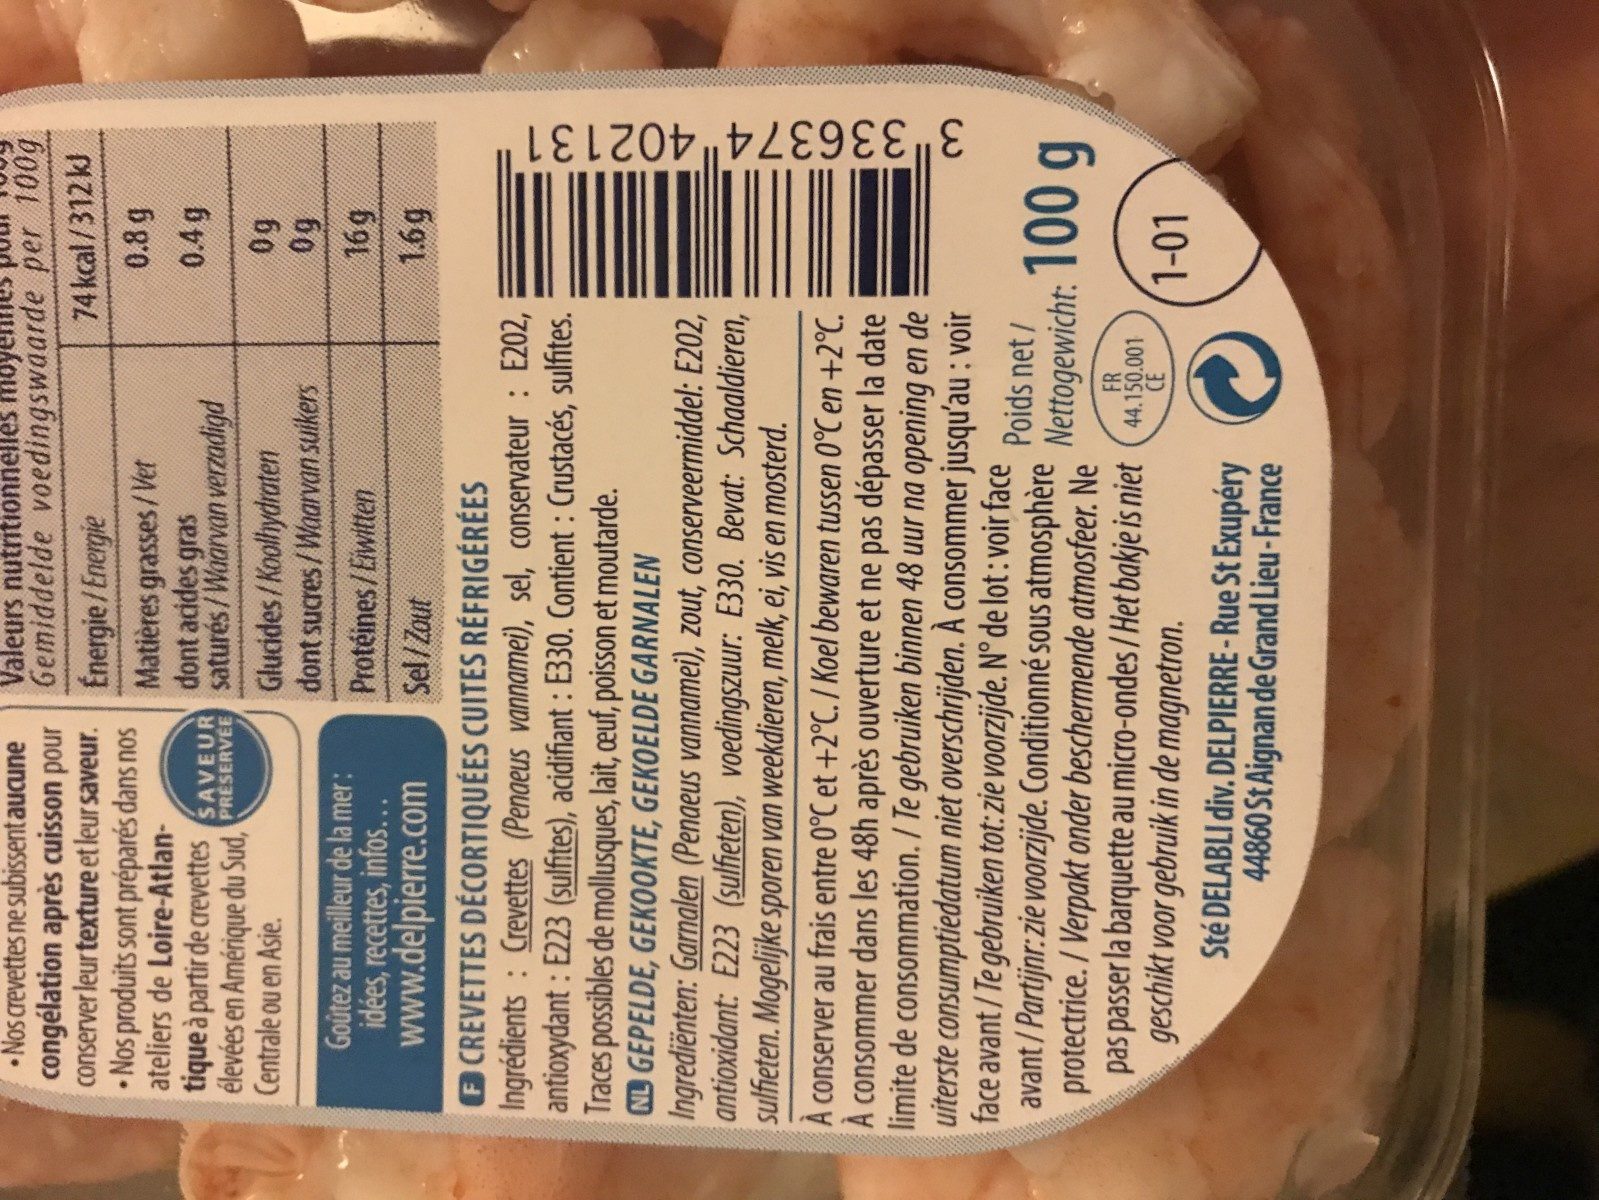 • Nos crevettes ne subissent aucune
congélation après cuisson pour
conserver leur texture et leur saveur.
• Nos produits sont préparés dans nos
ateliers de Loire-Atlan-
tique à partir de crevettes
élevées en Amérique du Sud,
Centrale ou en Asie.
SAVEUR
PRÉSERVÉE
Goûtez au meilleur de la mer :
idées, recettes, infos...
www.delpierre.com
Valeurs nutritionnelles moyennes pour 100g
Gemiddelde voedingswaarde per 100g
Énergie / Energie 74 kcal / 312 kJ
Matières grasses / Vet 0.8 g
dont acides gras
saturés / Waarvan verzadigd 0.4 g
Glucides / Koolhydraten 0 g
dont sucres / Waarvan suikers 0 g
Protéines / Eiwitten 16 g
Sel / Zout 1.6 g
F CREVETTES DÉCORTIQUÉES CUITES RÉFRIGÉRÉES
Ingrédients : Crevettes (Penaeus vannamei), sel, conservateur : E202,
antioxydant : E223 (sulfites), acidifiant : E330. Contient : Crustacés, sulfites.
Traces possibles de mollusques, lait, œuf, poisson et moutarde.
NL GEPELDE, GEKOOKTE, GEKOELDE GARNALEN
Ingrediënten: Garnalen (Penaeus vannamei), zout, conserveermiddel: E202,
antioxidant: E223 (sulfieten), voedingszuur: E330. Bevat: Schaaldieren,
sulfieten. Mogelijke sporen van weekdieren, melk, ei, vis en mosterd.
À conserver au frais entre 0°C et +2°C. / Koel bewaren tussen 0°C en +2°C.
À consommer dans les 48h après ouverture et ne pas dépasser la date
limite de consommation. / Te gebruiken binnen 48 uur na opening en de
uiterste consumptiedatum niet overschrijden. À consommer jusqu'au : voir
face avant / Te gebruiken tot: zie voorzijde. N° de lot : voir face
avant / Partijnr: zie voorzijde. Conditionné sous atmosphère
protectrice. / Verpakt onder beschermende atmosfeer. Ne
pas passer la barquette au micro-ondes / Het bakje is niet
geschikt voor gebruik in de magnetron.
Sté DELABLI div. DELPIERRE - Rue St Exupéry
44860 St Aignan de Grand Lieu - France
3 336374 402131
Poids net /
Nettogewicht: 100 g
FR
44.150.001
CE
1-01